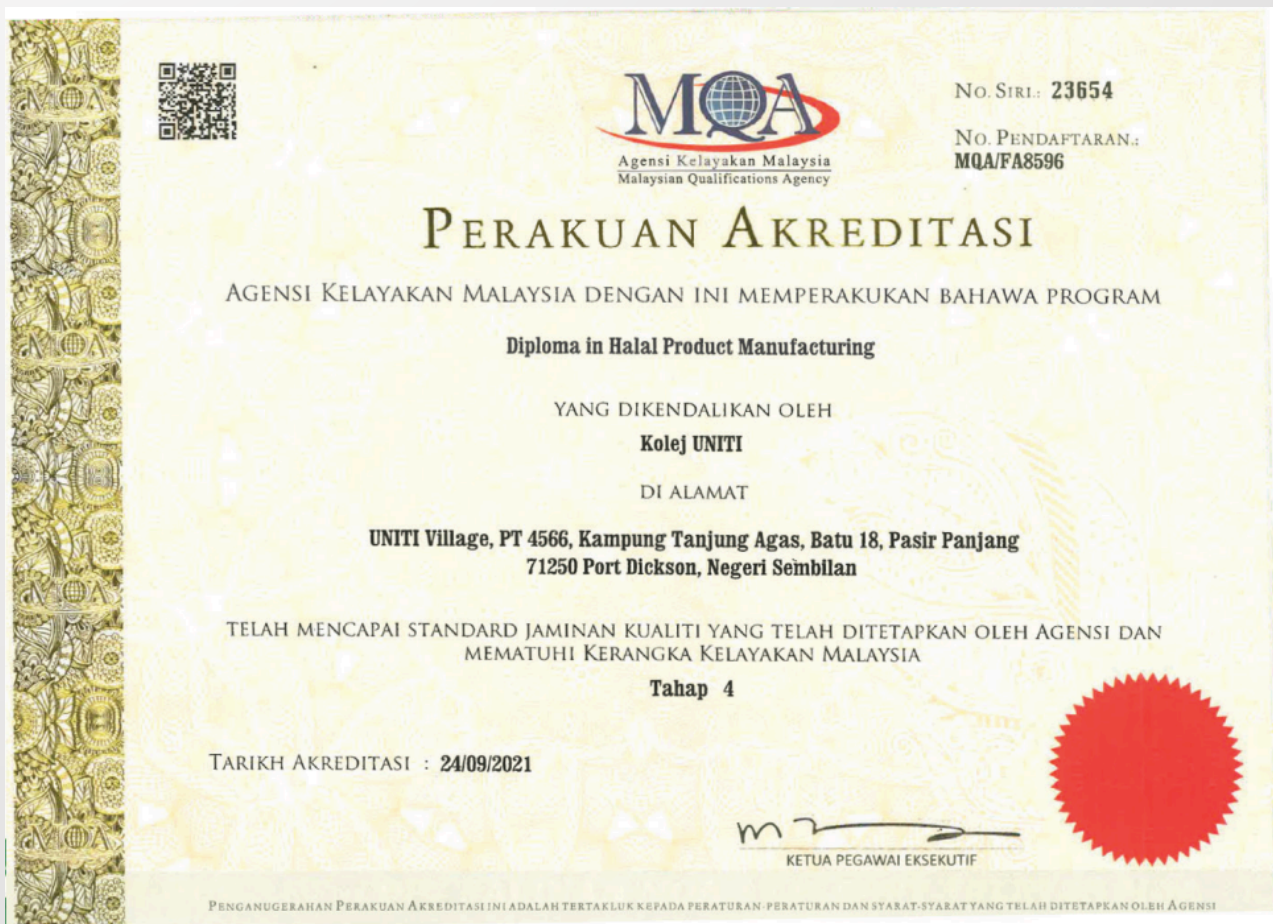 MQA
Agensi Kelayakan Malaysia
Malaysian Qualifications Agency
NO. SIRI.: 23654
NO. PENDAFTARAN.:
MQA/FA8596
PERAKUAN AKREDITASI
AGENSI KELAYAKAN MALAYSIA DENGAN INI MEMPERAKUKAN BAHAWA PROGRAM
Diploma in Halal Product Manufacturing
YANG DIKENDALIKAN OLEH
Kolej UNITI
DI ALAMAT
UNITI Village, PT 4566, Kampung Tanjung Agas, Batu 18, Pasir Panjang
71250 Port Dickson, Negeri Sembilan
TELAH MENCAPAI STANDARD JAMINAN KUALITI YANG TELAH DITETAPKAN OLEH AGENSI DAN
MEMATUHI KERANGKA KELAYAKAN MALAYSIA
Tahap 4
TARIKH AKREDITASI : 24/09/2021
KETUA PEGAWAI EKSEKUTIF
PENGANUGERAHAN PERAKUAN AKREDITASI INI ADALAH TERTAKLUK KEPADA PERATURAN-PERATURAN DAN SYARAT-SYARAT YANG TELAH DITETAPKAN OLEH AGENSI
MQA
MQA
MQA
MQA